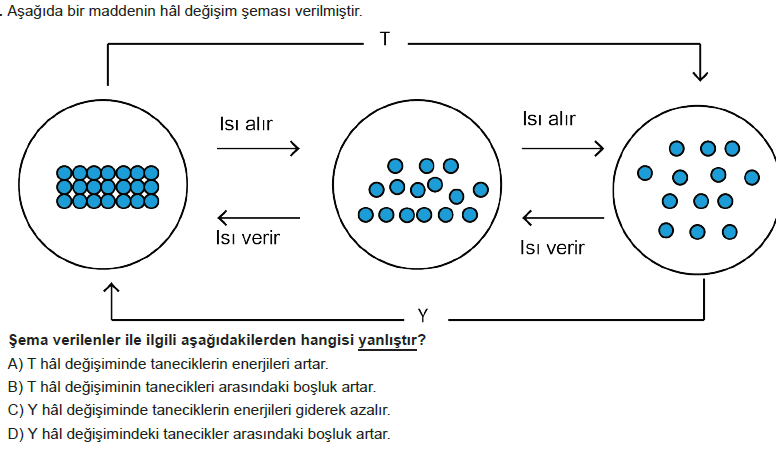 . Aşağıda bir maddenin hâl değişim şeması verilmiştir.
T
Isı alır
Isı alır
Isı verir
Isı verir
Y
Şema verilenler ile ilgili aşağıdakilerden hangisi yanlıştır?
A) T hâl değişiminde taneciklerin enerjileri artar.
B) T hâl değişiminin tanecikleri arasındaki boşluk artar.
C) Y hâl değişiminde taneciklerin enerjileri giderek azalır.
D) Y hâl değişimindeki tanecikler arasındaki boşluk artar.